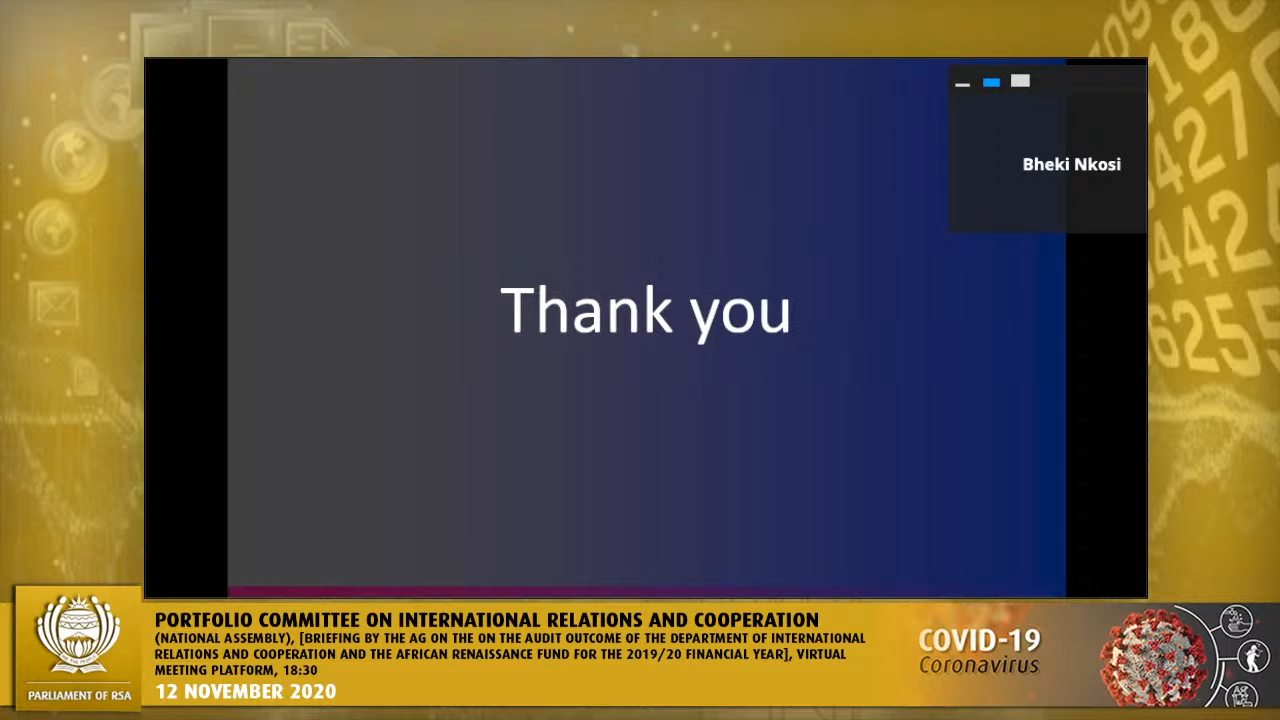 Bheki Nkosi
Thank you
PORTFOLIO COMMITTEE ON INTERNATIONAL RELATIONS AND COOPERATION
(NATIONAL ASSEMBLY), [BRIEFING BY THE AG ON THE ON THE AUDIT OUTCOME OF THE DEPARTMENT OF INTERNATIONAL
RELATIONS AND COOPERATION AND THE AFRICAN RENAISSANCE FUND FOR THE 2019/20 FINANCIAL YEAR], VIRTUAL
MEETING PLATFORM, 18:30
12 NOVEMBER 2020
PARLIAMENT OF RSA
COVID-19
Coronavirus